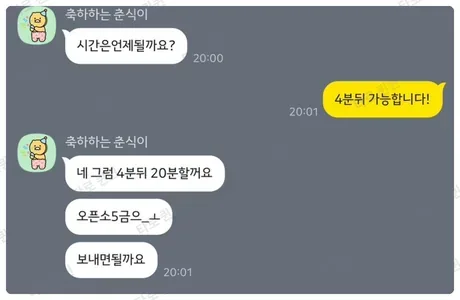 축하하는 춘식이
시간은언제될까요?
20:00
4분뒤 가능합니다!
20:01
축하하는 춘식이
네 그럼 4분뒤 20분할꺼요
오픈소5금으_ㅗ
보내면될까요
20:01